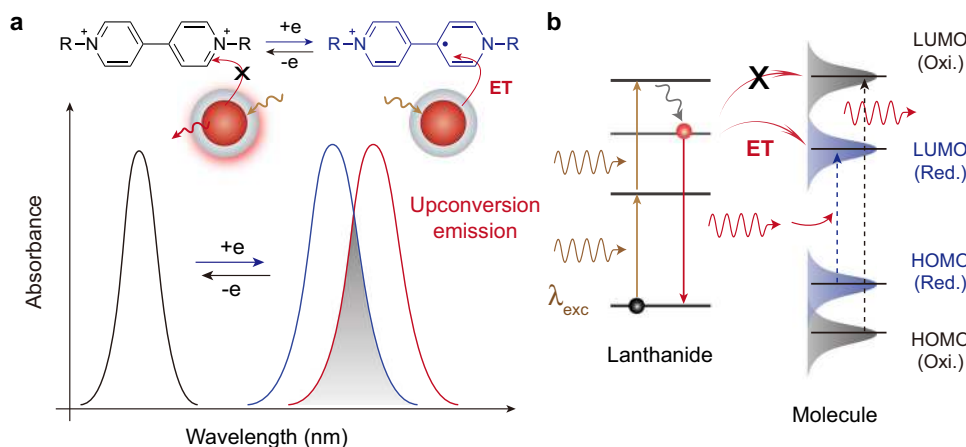 a
R-N
+
N-R
+
+e
-e
R-N
+
N-R
X
ET
Absorbance
+e
-e
Upconversion
emission
Wavelength (nm)
b
λexc
Lanthanide
X
ET
LUMO
(Oxi.)
LUMO
(Red.)
HOMO
(Red.)
HOMO
(Oxi.)
Molecule